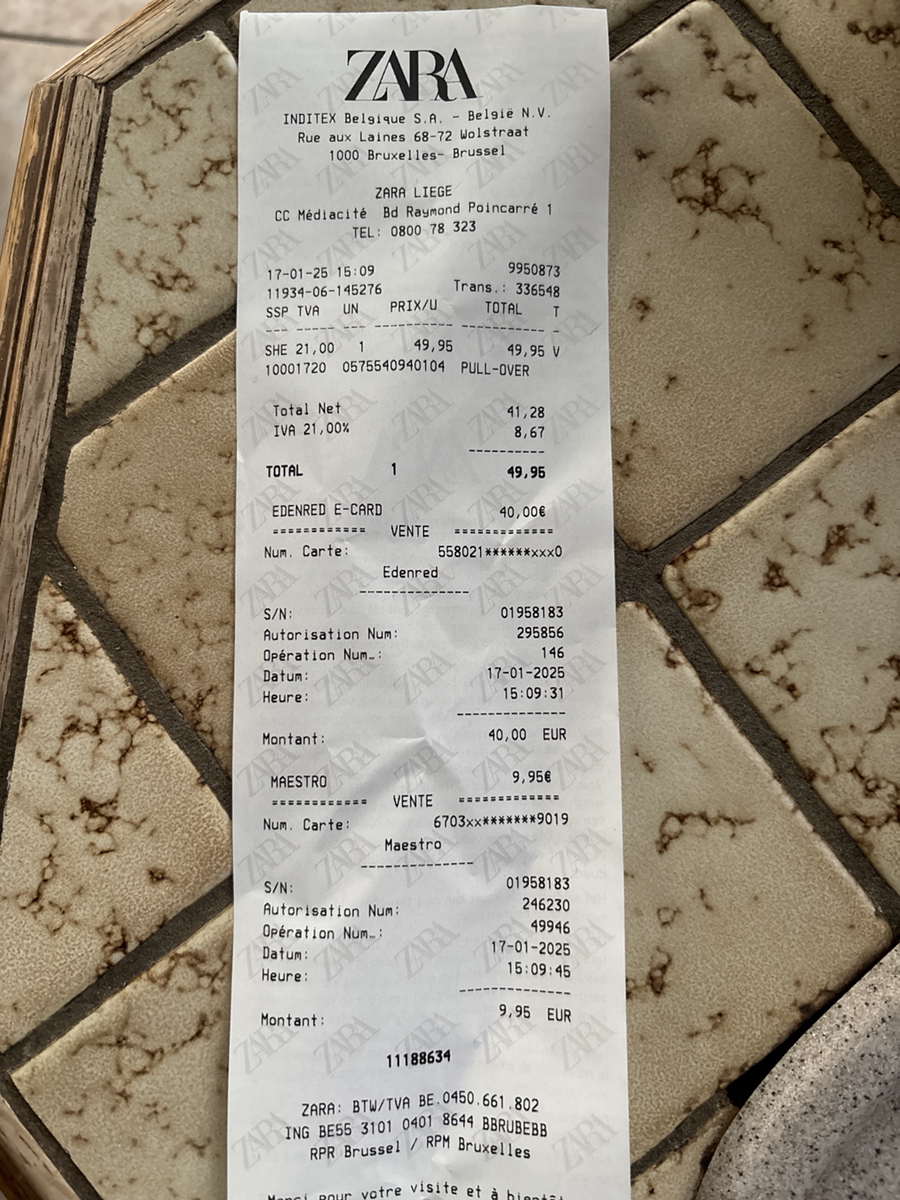 ZARA
INDITEX Belgique S.A. - België N.V.
Rue aux Laines 68-72 Wolstraat
1000 Bruxelles- Brussel
ZARA LIEGE
CC Médiacité Bd Raymond Poincarré 1
TEL: 0800 78 323
17-01-25 15:09 9950873
11934-06-145276 Trans.: 336548
SSP TVA UN PRIX/U TOTAL T
--- ----- --- --------- ---------- -
SHE 21,00 1 49,95 49,95 V
10001720 0575540940104 PULL-OVER
Total Net 41,28
IVA 21,00% 8,67
----------
TOTAL 1 49,95
EDENRED E-CARD 40,00€
============ VENTE =============
Num. Carte: 558021******xxx0
Edenred
--------------
S/N: 01958183
Autorisation Num: 295856
Opération Num..: 146
Datum: 17-01-2025
Heure: 15:09:31
--------------
Montant: 40,00 EUR
MAESTRO 9,95€
============ VENTE =============
Num. Carte: 6703xx*******9019
Maestro
--------------
S/N: 01958183
Autorisation Num: 246230
Opération Num..: 49946
Datum: 17-01-2025
Heure: 15:09:45
--------------
Montant: 9,95 EUR
11188634
ZARA: BTW/TVA BE.0450.661.802
ING BE55 3101 0401 8644 BBRUBEBB
RPR Brussel / RPM Bruxelles
Merci pour votre visite et à bientôt